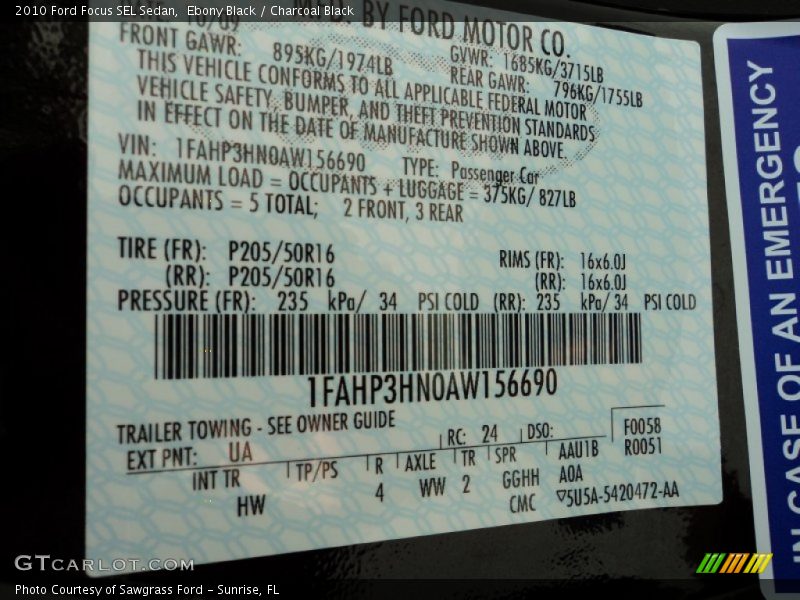 2010 Ford Focus SEL Sedan,  Ebony Black / Charcoal Black
10/09 MFD. BY FORD MOTOR CO.
FRONT GAWR: 895KG/1974LB GVWR: 1685KG/3715LB
REAR GAWR: 796KG/1755LB
THIS VEHICLE CONFORMS TO ALL APPLICABLE FEDERAL MOTOR
VEHICLE SAFETY, BUMPER, AND THEFT PREVENTION STANDARDS
IN EFFECT ON THE DATE OF MANUFACTURE SHOWN ABOVE
VIN: 1FAHP3HN0AW156690 TYPE: Passenger Car
MAXIMUM LOAD = OCCUPANTS + LUGGAGE = 375KG/ 827LB
OCCUPANTS = 5 TOTAL; 2 FRONT, 3 REAR
TIRE (FR): P205/50R16 RIMS (FR): 16x6.0J
(RR): P205/50R16 (RR): 16x6.0J
PRESSURE (FR): 235 kPa/ 34 PSI COLD (RR): 235 kPa/ 34 PSI COLD
1FAHP3HN0AW156690
TRAILER TOWING - SEE OWNER GUIDE
EXT PNT: UA RC: 24 DSO: F0058
R0051
INT TR TP/PS R AXLE TR SPR AAU1B
HW 4 WW 2 GGHH A0A
CMC ▽5U5A-5420472-AA
IN CASE OF AN EMERGENCY
GTCARLOT.COM
Photo Courtesy of Sawgrass Ford – Sunrise, FL